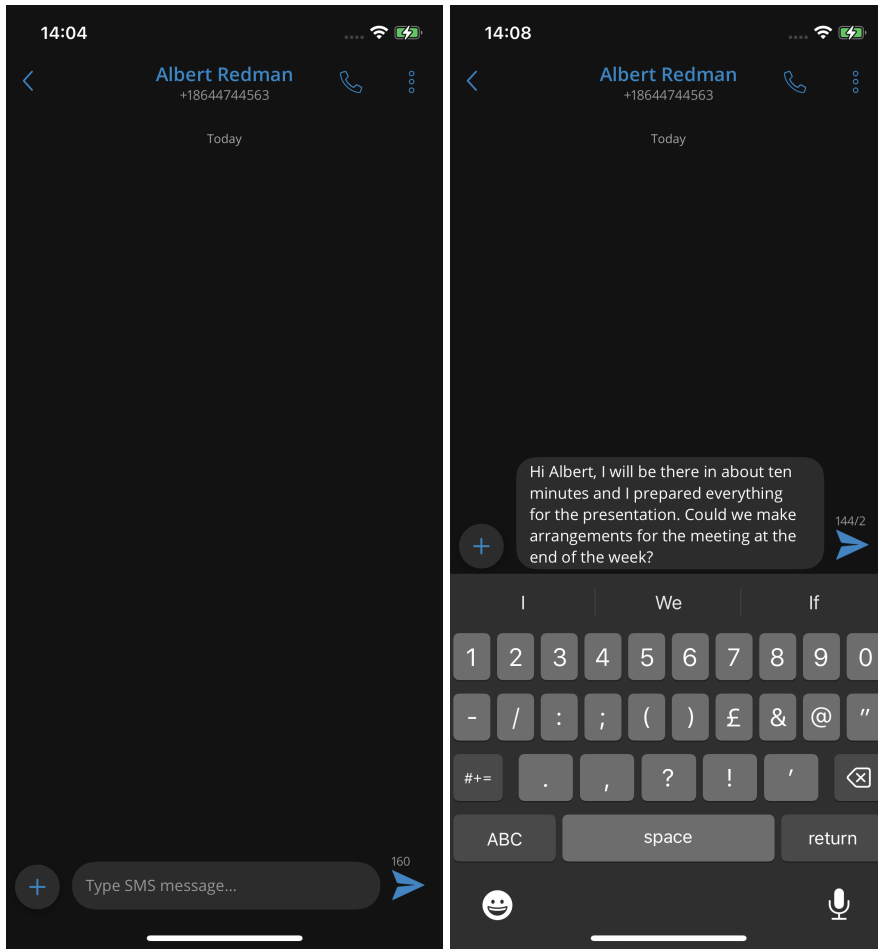 14:04
Albert Redman
+18644744563
Today
160
Type SMS message...
14:08
Albert Redman
+18644744563
Today
Hi Albert, I will be there in about ten
minutes and I prepared everything
for the presentation. Could we make
arrangements for the meeting at the
end of the week?
144/2
I We If
1 2 3 4 5 6 7 8 9 0
- / : ; ( ) £ & @ "
#+= . , ? ! '
ABC space return